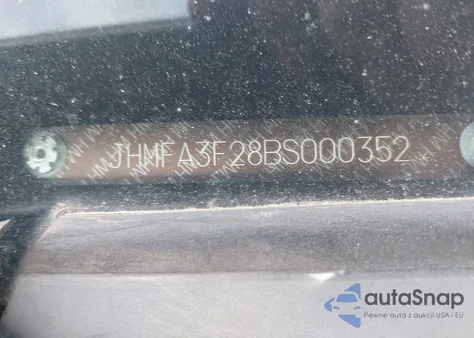 JHMFA3F28BS000352
autaSnap
Pewne auta z aukcji USA i EU